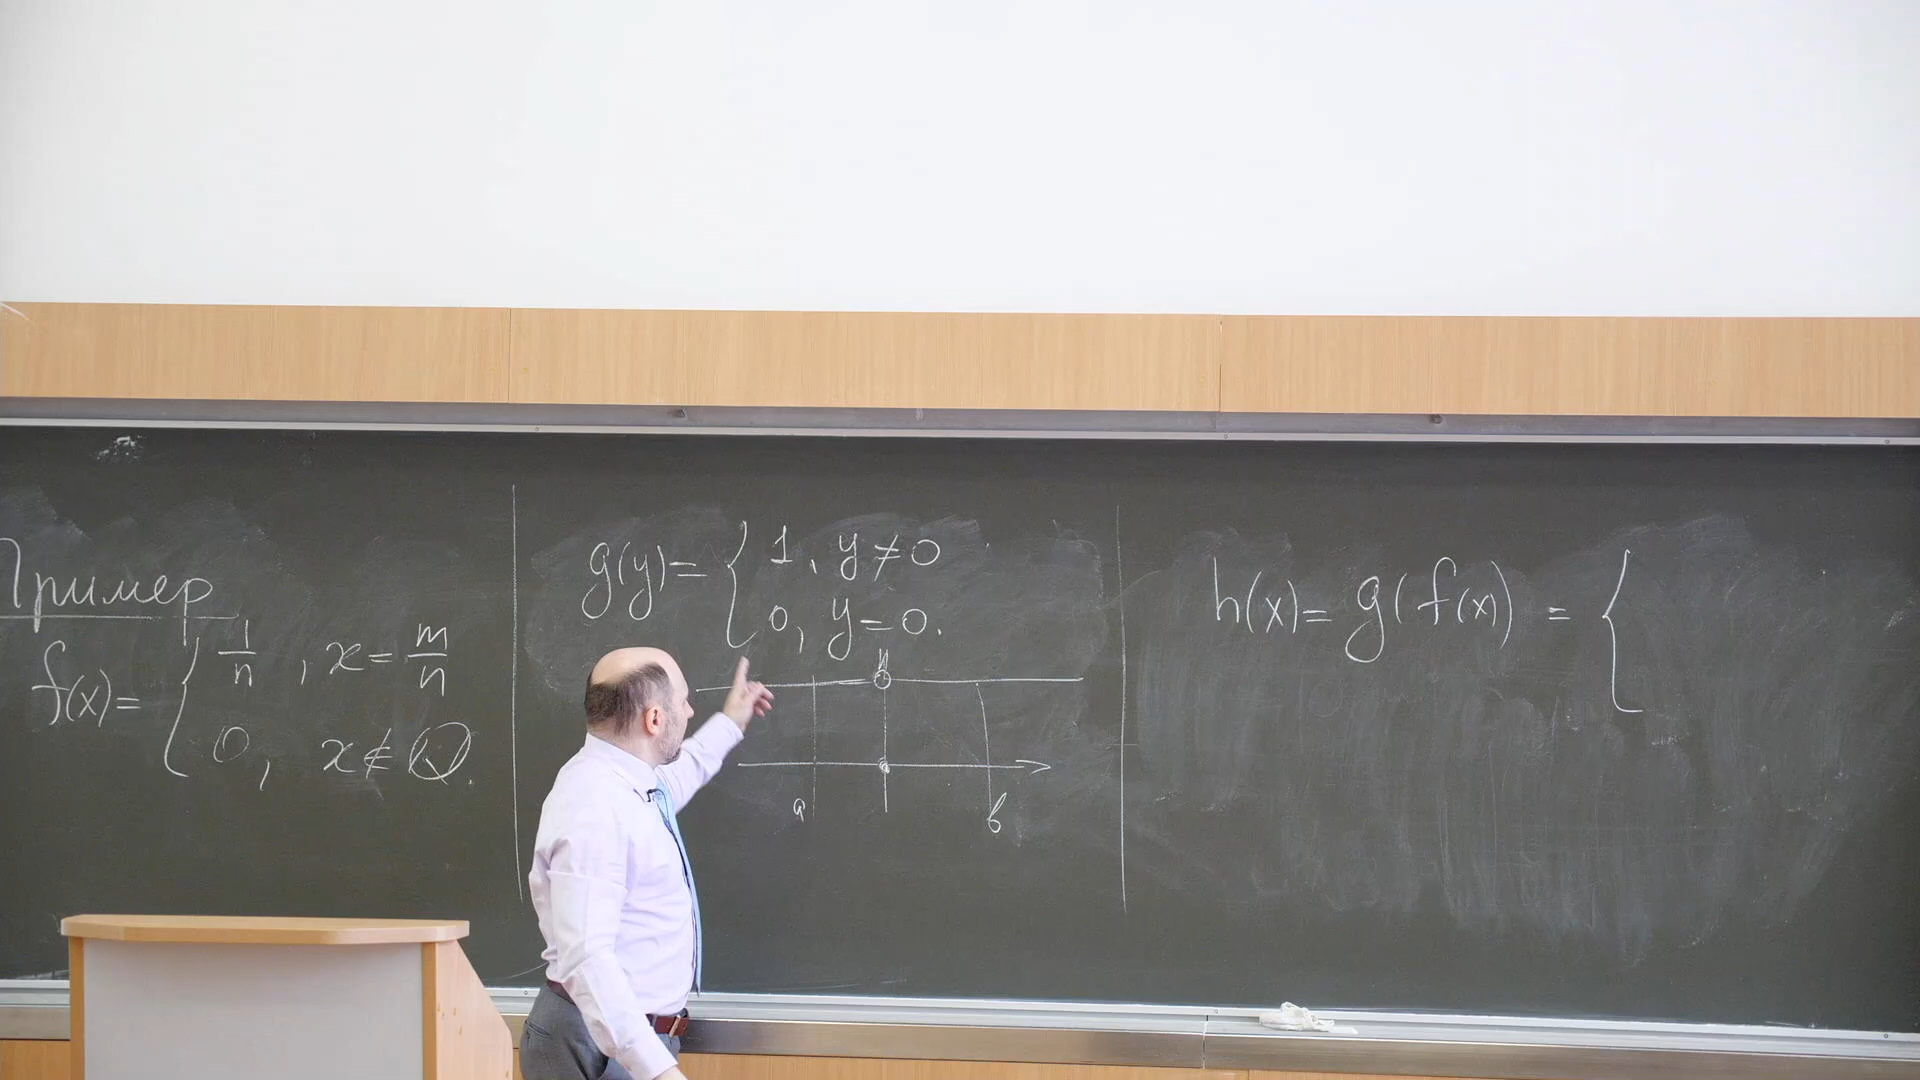 Пример
f(x)= { 1/n , x = m/n
0, x ∉ Q.
g(y)= { 1, y ≠ 0
0, y = 0.
a b
h(x)= g(f(x)) = {